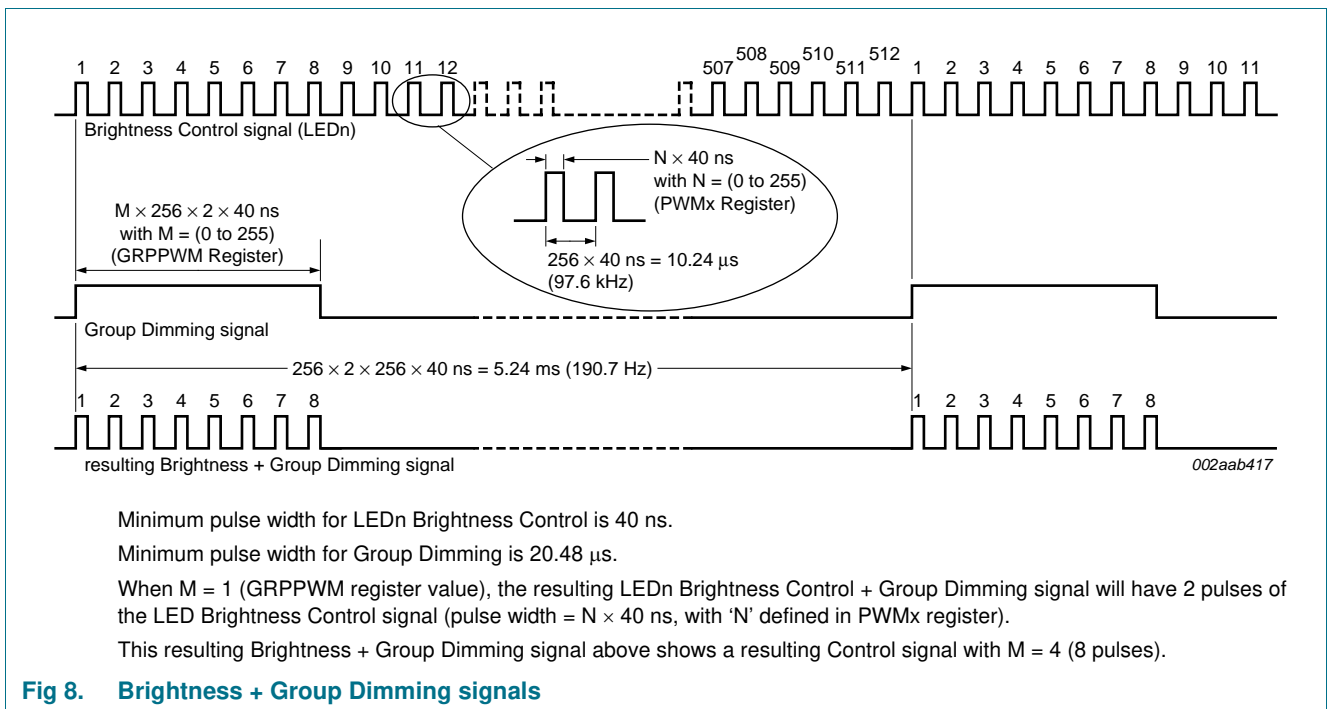 1 2 3 4 5 6 7 8 9 10 11 12 507 508 509 510 511 512 1 2 3 4 5 6 7 8 9 10 11
Brightness Control signal (LEDn)
N × 40 ns
with N = (0 to 255)
(PWMx Register)
256 × 40 ns = 10.24 μs
(97.6 kHz)
M × 256 × 2 × 40 ns
with M = (0 to 255)
(GRPPWM Register)
Group Dimming signal
256 × 2 × 256 × 40 ns = 5.24 ms (190.7 Hz)
1 2 3 4 5 6 7 8 1 2 3 4 5 6 7 8
resulting Brightness + Group Dimming signal
002aab417
Minimum pulse width for LEDn Brightness Control is 40 ns.
Minimum pulse width for Group Dimming is 20.48 μs.
When M = 1 (GRPPWM register value), the resulting LEDn Brightness Control + Group Dimming signal will have 2 pulses of
the LED Brightness Control signal (pulse width = N × 40 ns, with ‘N’ defined in PWMx register).
This resulting Brightness + Group Dimming signal above shows a resulting Control signal with M = 4 (8 pulses).
Fig 8. Brightness + Group Dimming signals